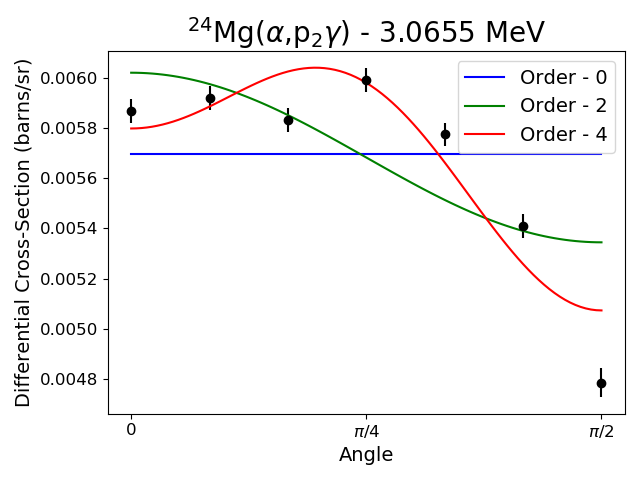 ²⁴Mg(α,p₂γ) - 3.0655 MeV
Differential Cross-Section (barns/sr)
0.0060
0.0058
0.0056
0.0054
0.0052
0.0050
0.0048
Order - 0
Order - 2
Order - 4
0
π/4
π/2
Angle